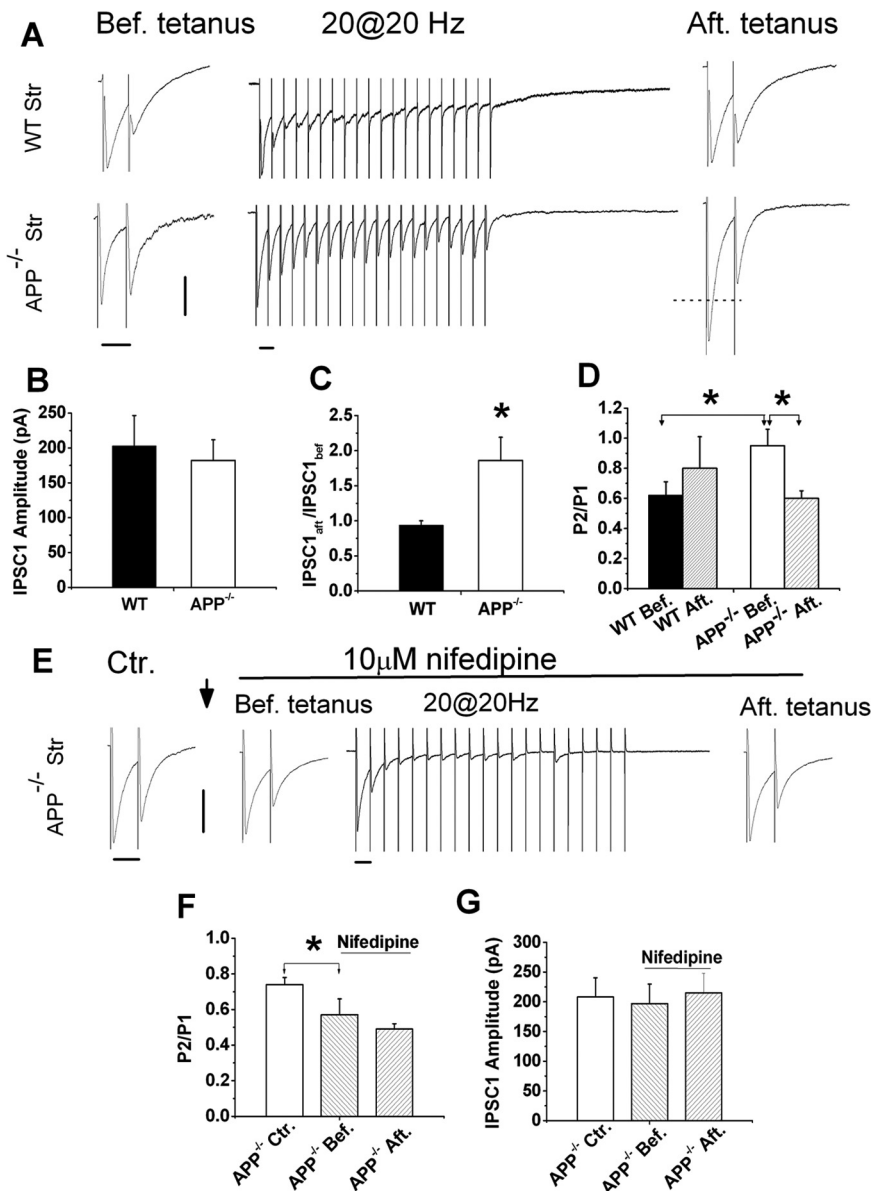 A
Bef. tetanus
20@20 Hz
Aft. tetanus
WT Str
APP-/- Str
B
IPSC1 Amplitude (pA)
250
200
150
100
50
0
WT
APP-/-
C
IPSC1aft/IPSC1bef
2.5
2.0
1.5
1.0
0.5
0.0
*
WT
APP-/-
D
P2/P1
1.2
1.0
0.8
0.6
0.4
0.2
0.0
*
*
WT Bef.
WT Aft.
APP-/- Bef.
APP-/- Aft.
E
Ctr.
10μM nifedipine
Bef. tetanus
20@20Hz
Aft. tetanus
APP-/- Str
F
P2/P1
1.0
0.8
0.6
0.4
0.2
0.0
*
Nifedipine
APP-/- Ctr.
APP-/- Bef.
APP-/- Aft.
G
IPSC1 Amplitude (pA)
300
250
200
150
100
50
0
Nifedipine
APP-/- Ctr.
APP-/- Bef.
APP-/- Aft.